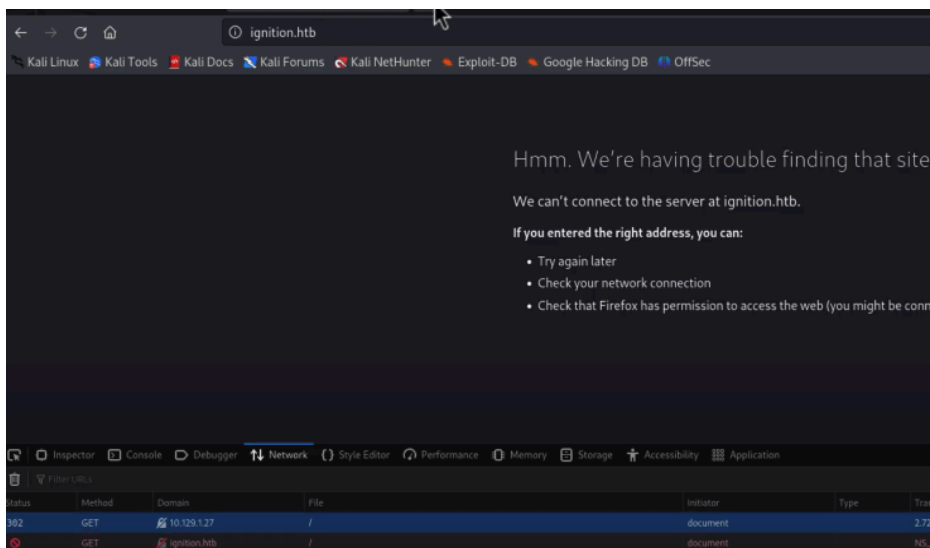 ignition.htb
Kali Linux Kali Tools Kali Docs Kali Forums Kali NetHunter Exploit-DB Google Hacking DB OffSec
Hmm. We're having trouble finding that site
We can't connect to the server at ignition.htb.
If you entered the right address, you can:
• Try again later
• Check your network connection
• Check that Firefox has permission to access the web (you might be conn
Inspector Console Debugger Network Style Editor Performance Memory Storage Accessibility Application
Filter URLs
Status Method Domain File Initiator Type Tra
302 GET 10.129.1.27 / document 2.72
GET ignition.htb / document NS_